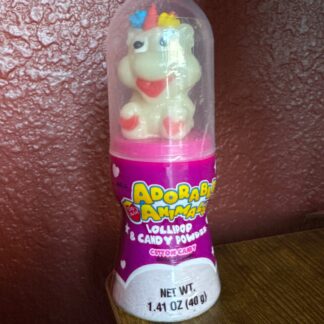 ADORABLE
ANIMALS
LOLLIPOP
& CANDY POWDER
COTTON CANDY
NET WT.
1.41 OZ (40 g)